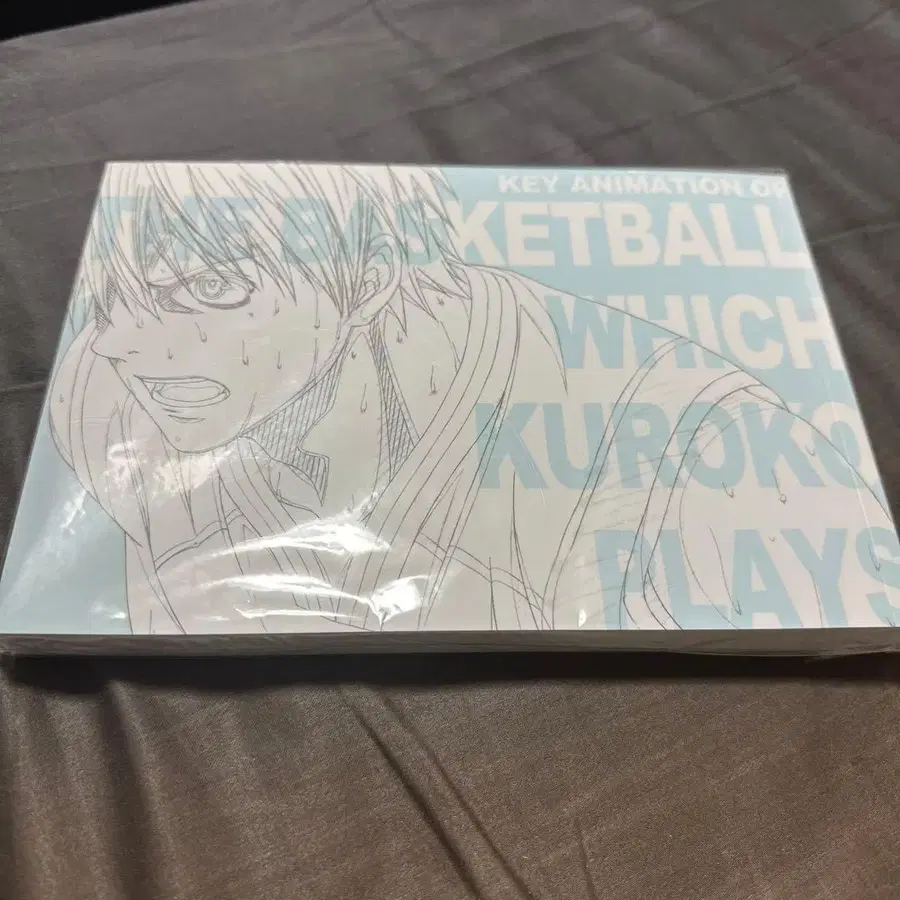 KEY ANIMATION OF
THE BASKETBALL
WHICH
KUROKO
PLAYS